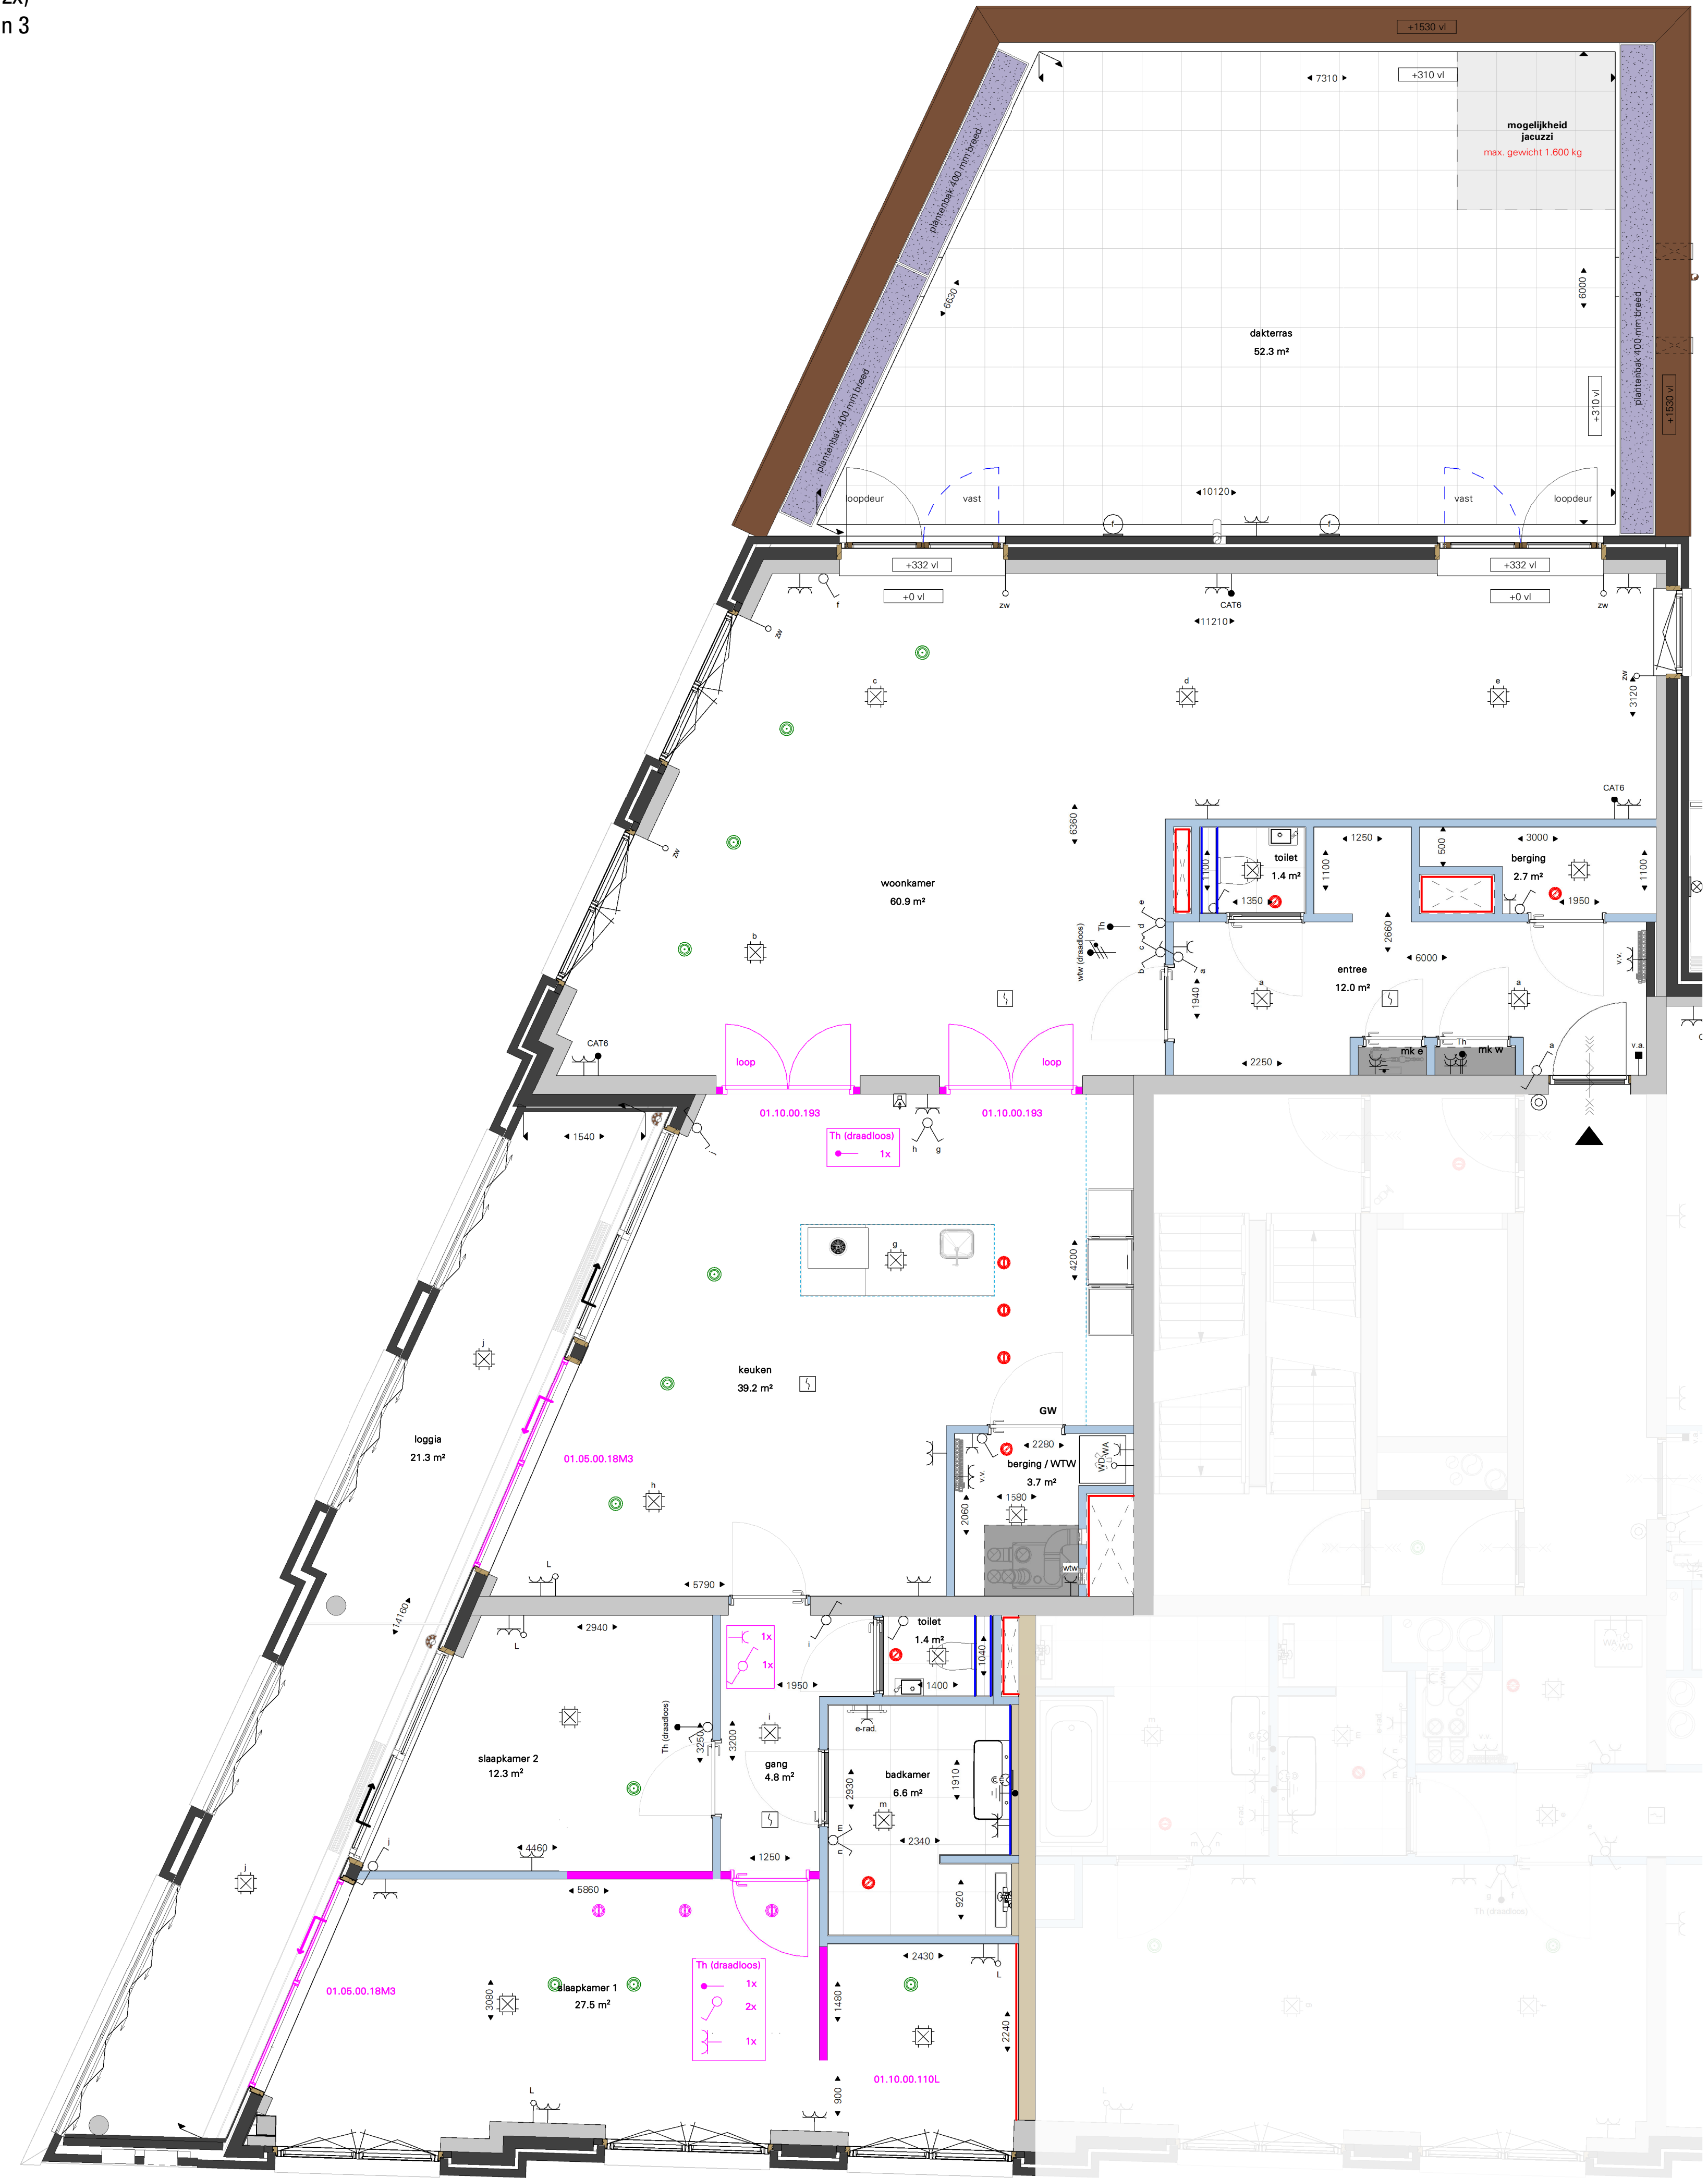 n 3
+1530 vl
7310
+310 vl
mogelijkheid
jacuzzi
max. gewicht 1.600 kg
plantenbak 400 mm breed
6630
6000
dakterras
52.3 m²
plantenbak 400 mm breed
plantenbak 400 mm breed
+310 vl
+1530 vl
loopdeur
vast
10120
vast
loopdeur
f
f
+332 vl
+332 vl
f
+0 vl
zw
CAT6
+0 vl
zw
11210
zw
c
d
e
zw
3120
CAT6
6360
zw
1250
500
3000
toilet
1.4 m²
1100
1100
berging
2.7 m²
1100
woonkamer
60.9 m²
1350
1950
b
Th
wtw (draadloos)
e
d
c
b
a
2660
6000
v.v.
entree
12.0 m²
1940
a
a
CAT6
loop
loop
2250
mk e
Th
mk w
a
v.a.
01.10.00.193
01.10.00.193
1540
Th (draadloos)
1x
h
g
g
4200
j
keuken
39.2 m²
GW
loggia
21.3 m²
01.05.00.18M3
2280
berging / WTW
3.7 m²
WD
WA
v.v.
h
1580
2060
wtw
L
5790
14160
L
2940
1x
1x
i
toilet
1.4 m²
1040
1950
1400
Th (draadloos)
3250
3200
i
e-rad.
slaapkamer 2
12.3 m²
gang
4.8 m²
badkamer
6.6 m²
2930
1910
m
m
n
2340
4460
1250
j
j
5860
920
2430
L
Th (draadloos)
1x
2x
1x
01.05.00.18M3
3080
slaapkamer 1
27.5 m²
1480
2240
01.10.00.110L
900
L
Th (draadloos)